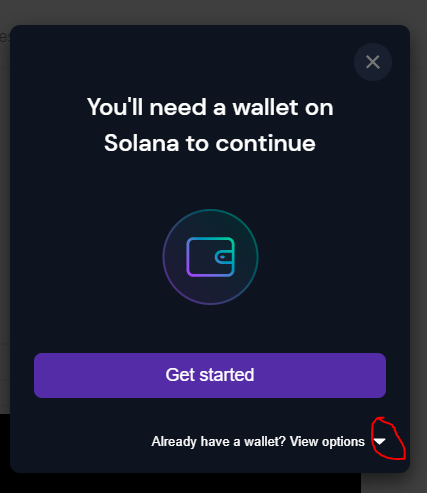 You'll need a wallet on
Solana to continue
Get started
Already have a wallet? View options